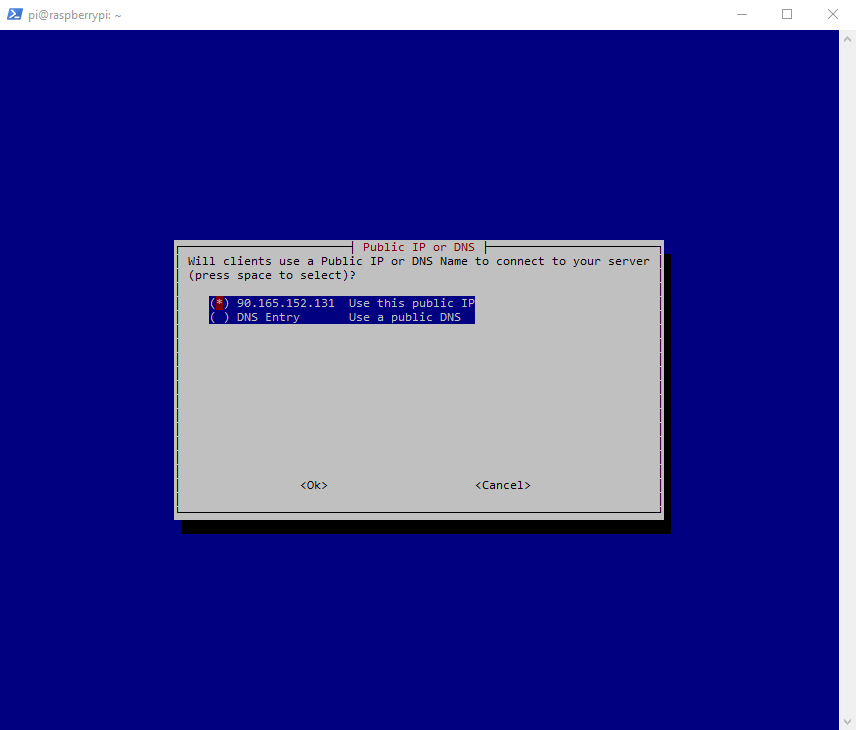 pi@raspberrypi: ~
Public IP or DNS
Will clients use a Public IP or DNS Name to connect to your server
(press space to select)?
(*) 90.165.152.131  Use this public IP
( ) DNS Entry       Use a public DNS
<Ok>                     <Cancel>